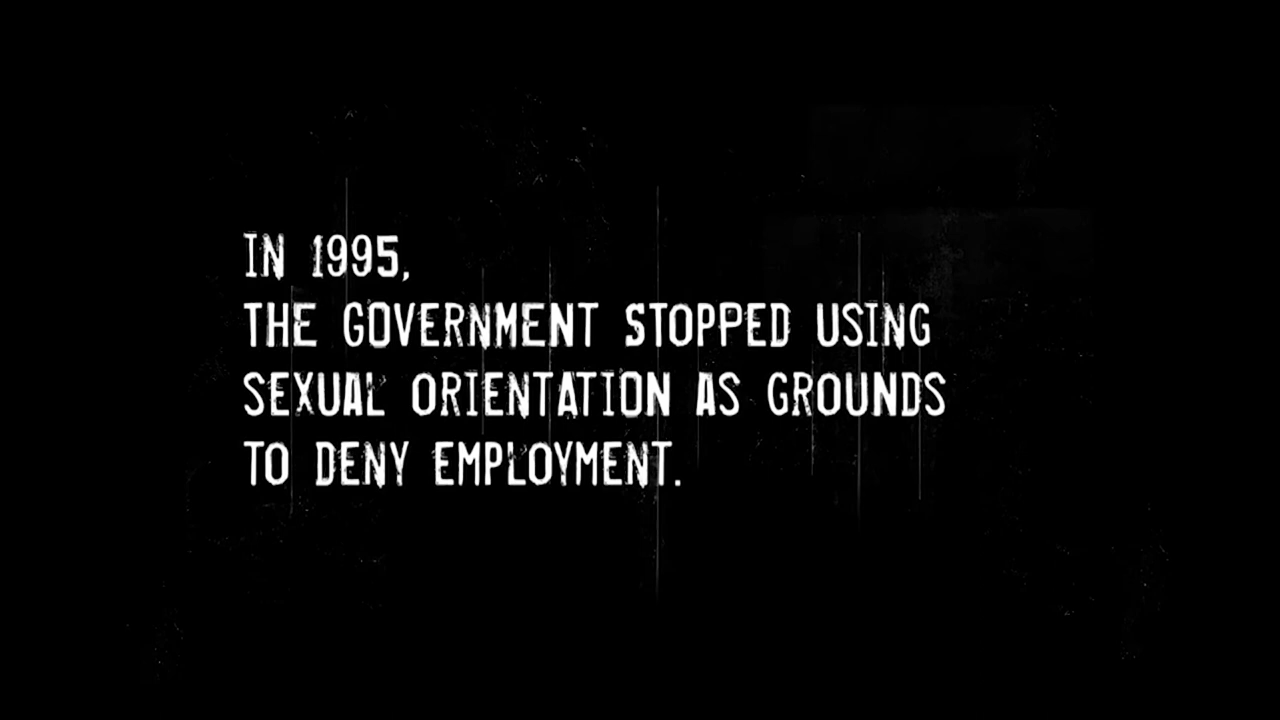 IN 1995,
THE GOVERNMENT STOPPED USING
SEXUAL ORIENTATION AS GROUNDS
TO DENY EMPLOYMENT.